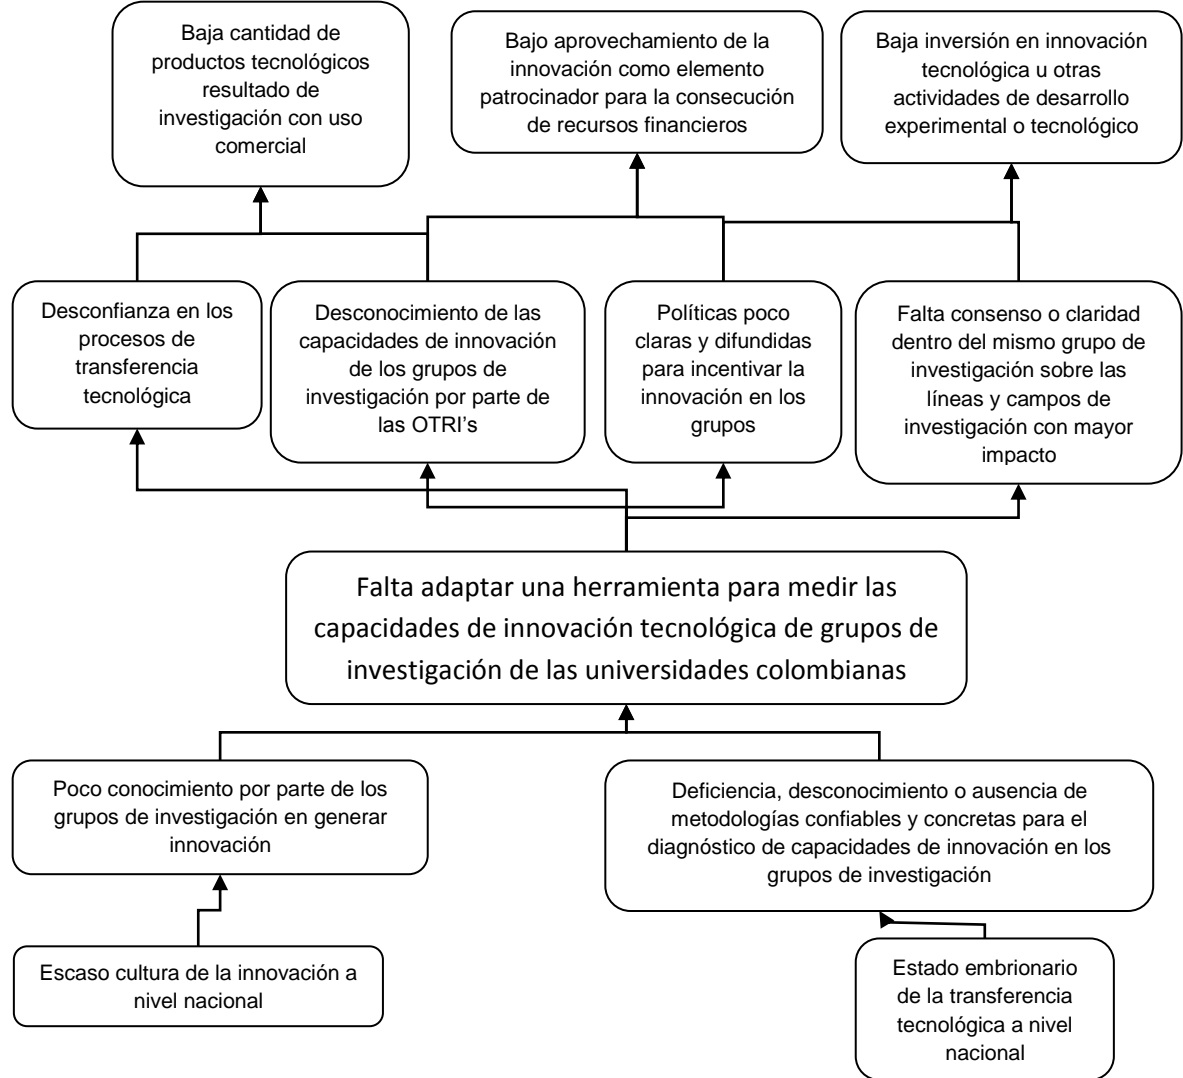 Baja cantidad de
productos tecnológicos
resultado de
investigación con uso
comercial
Bajo aprovechamiento de la
innovación como elemento
patrocinador para la consecución
de recursos financieros
Baja inversión en innovación
tecnológica u otras
actividades de desarrollo
experimental o tecnológico
Desconfianza en los
procesos de
transferencia
tecnológica
Desconocimiento de las
capacidades de innovación
de los grupos de
investigación por parte de
las OTRI's
Políticas poco
claras y difundidas
para incentivar la
innovación en los
grupos
Falta consenso o claridad
dentro del mismo grupo de
investigación sobre las
líneas y campos de
investigación con mayor
impacto
Falta adaptar una herramienta para medir las
capacidades de innovación tecnológica de grupos de
investigación de las universidades colombianas
Poco conocimiento por parte de los
grupos de investigación en generar
innovación
Deficiencia, desconocimiento o ausencia de
metodologías confiables y concretas para el
diagnóstico de capacidades de innovación en los
grupos de investigación
Escaso cultura de la innovación a
nivel nacional
Estado embrionario
de la transferencia
tecnológica a nivel
nacional